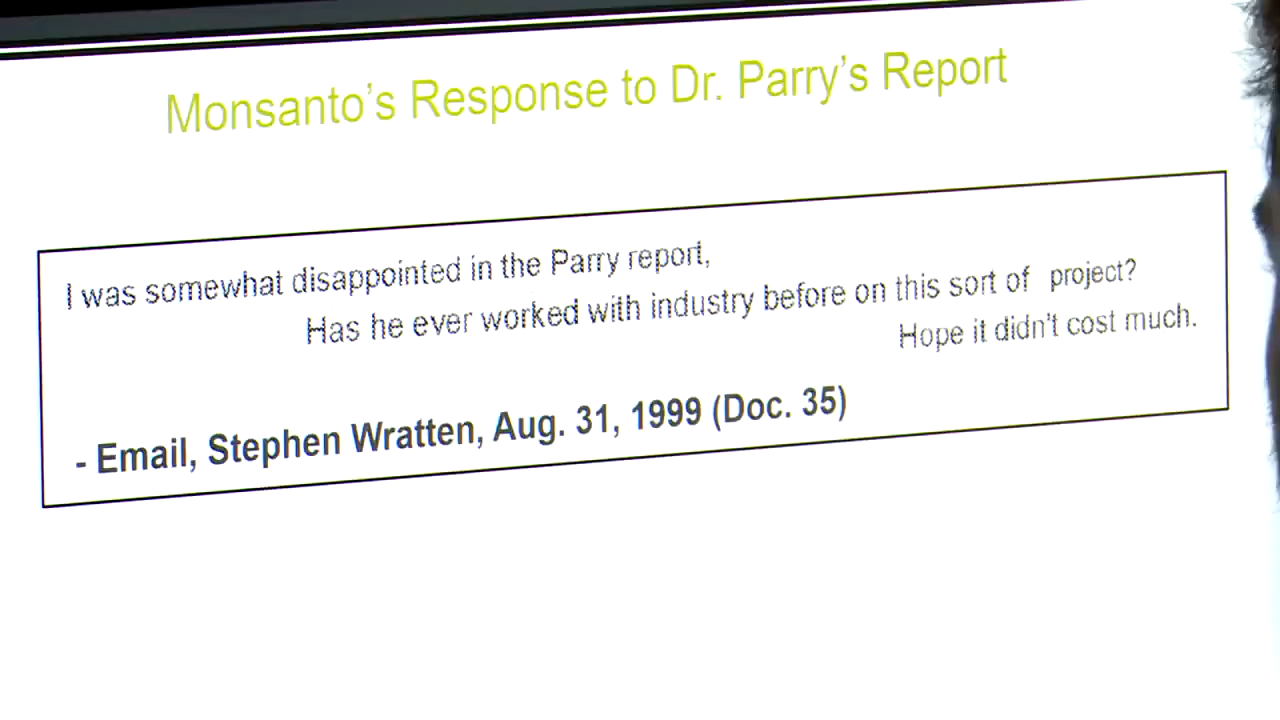 Monsanto's Response to Dr. Parry's Report
I was somewhat disappointed in the Parry report,
Has he ever worked with industry before on this sort of project?
Hope it didn't cost much.
- Email, Stephen Wratten, Aug. 31, 1999 (Doc. 35)